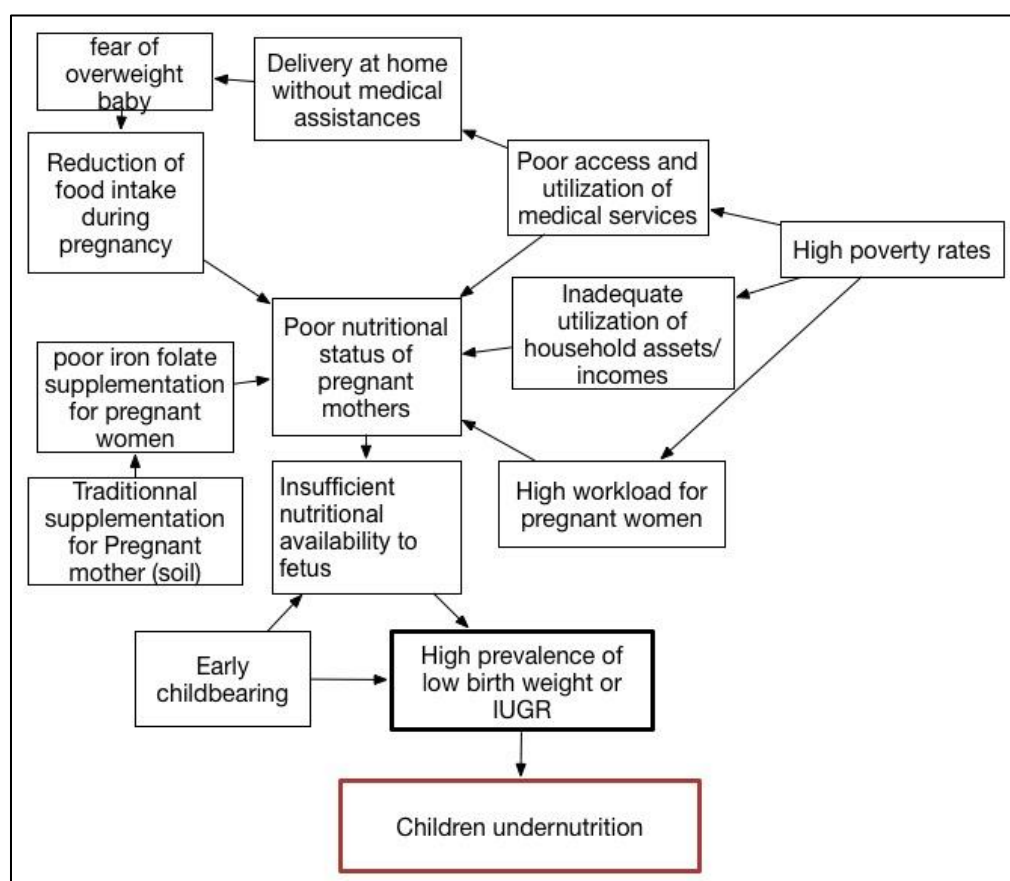 fear of
overweight
baby
Delivery at home
without medical
assistances
Reduction of
food intake
during
pregnancy
Poor access and
utilization of
medical services
High poverty rates
Inadequate
utilization of
household assets/
incomes
Poor nutritional
status of
pregnant
mothers
poor iron folate
supplementation
for pregnant
women
Traditionnal
supplementation
for Pregnant
mother (soil)
Insufficient
nutritional
availability to
fetus
High workload for
pregnant women
Early
childbearing
High prevalence of
low birth weight or
IUGR
Children undernutrition